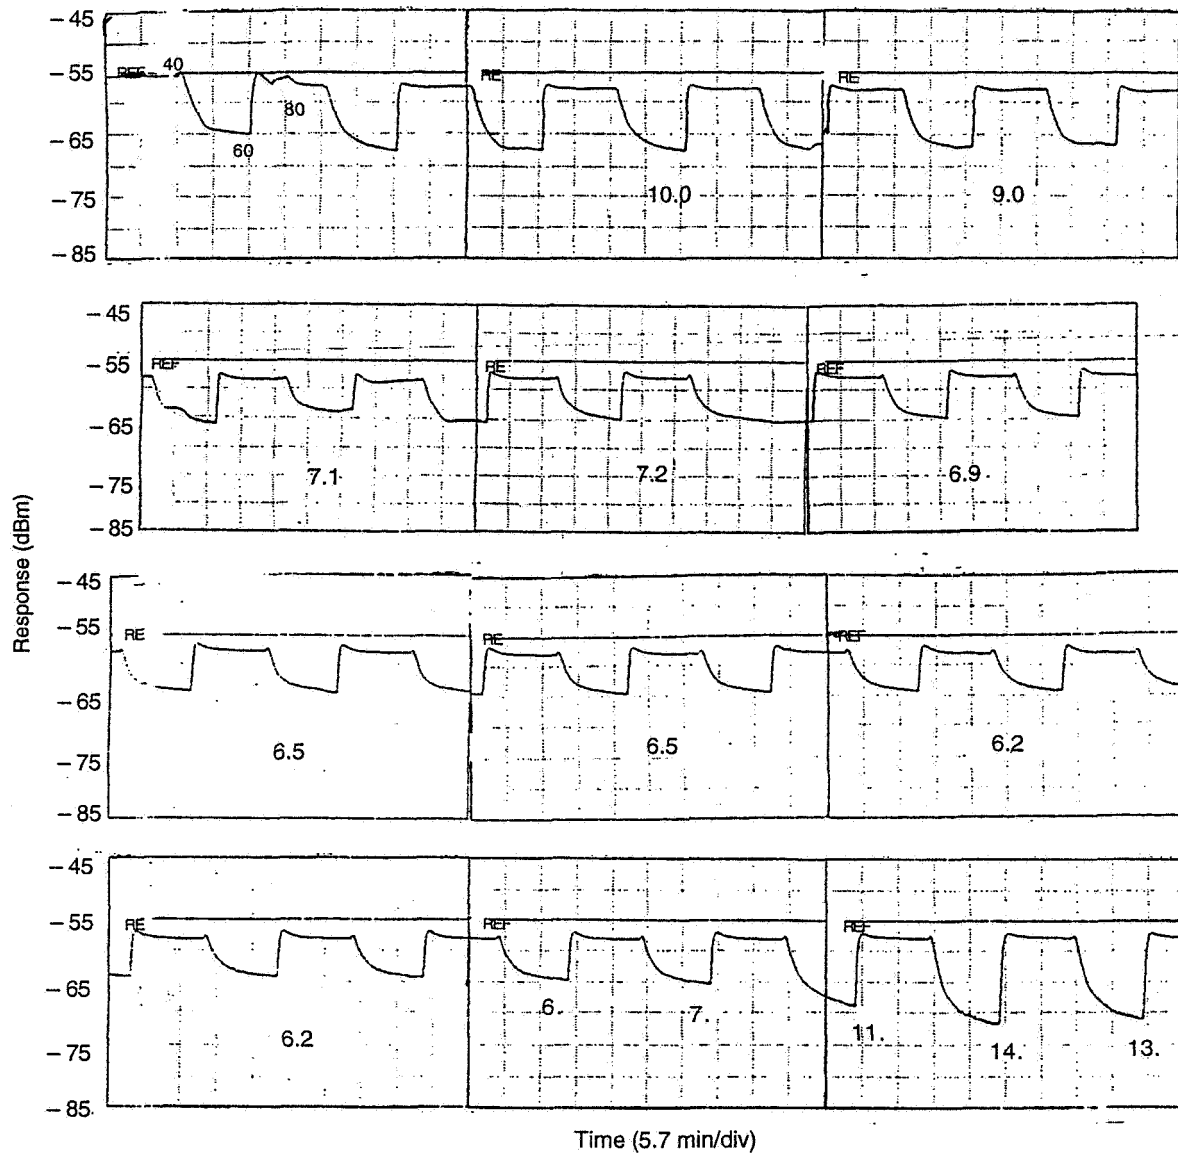 Response (dBm)
−45
−55
−65
−75
−85
REF
40
60
80
RE
10.0
RE
9.0
−45
−55
−65
−75
−85
REF
7.1
RE
7.2
REF
6.9
−45
−55
−65
−75
−85
RE
6.5
RE
6.5
REF
6.2
−45
−55
−65
−75
−85
RE
6.2
REF
6.
7.
REF
11.
14.
13.
Time (5.7 min/div)